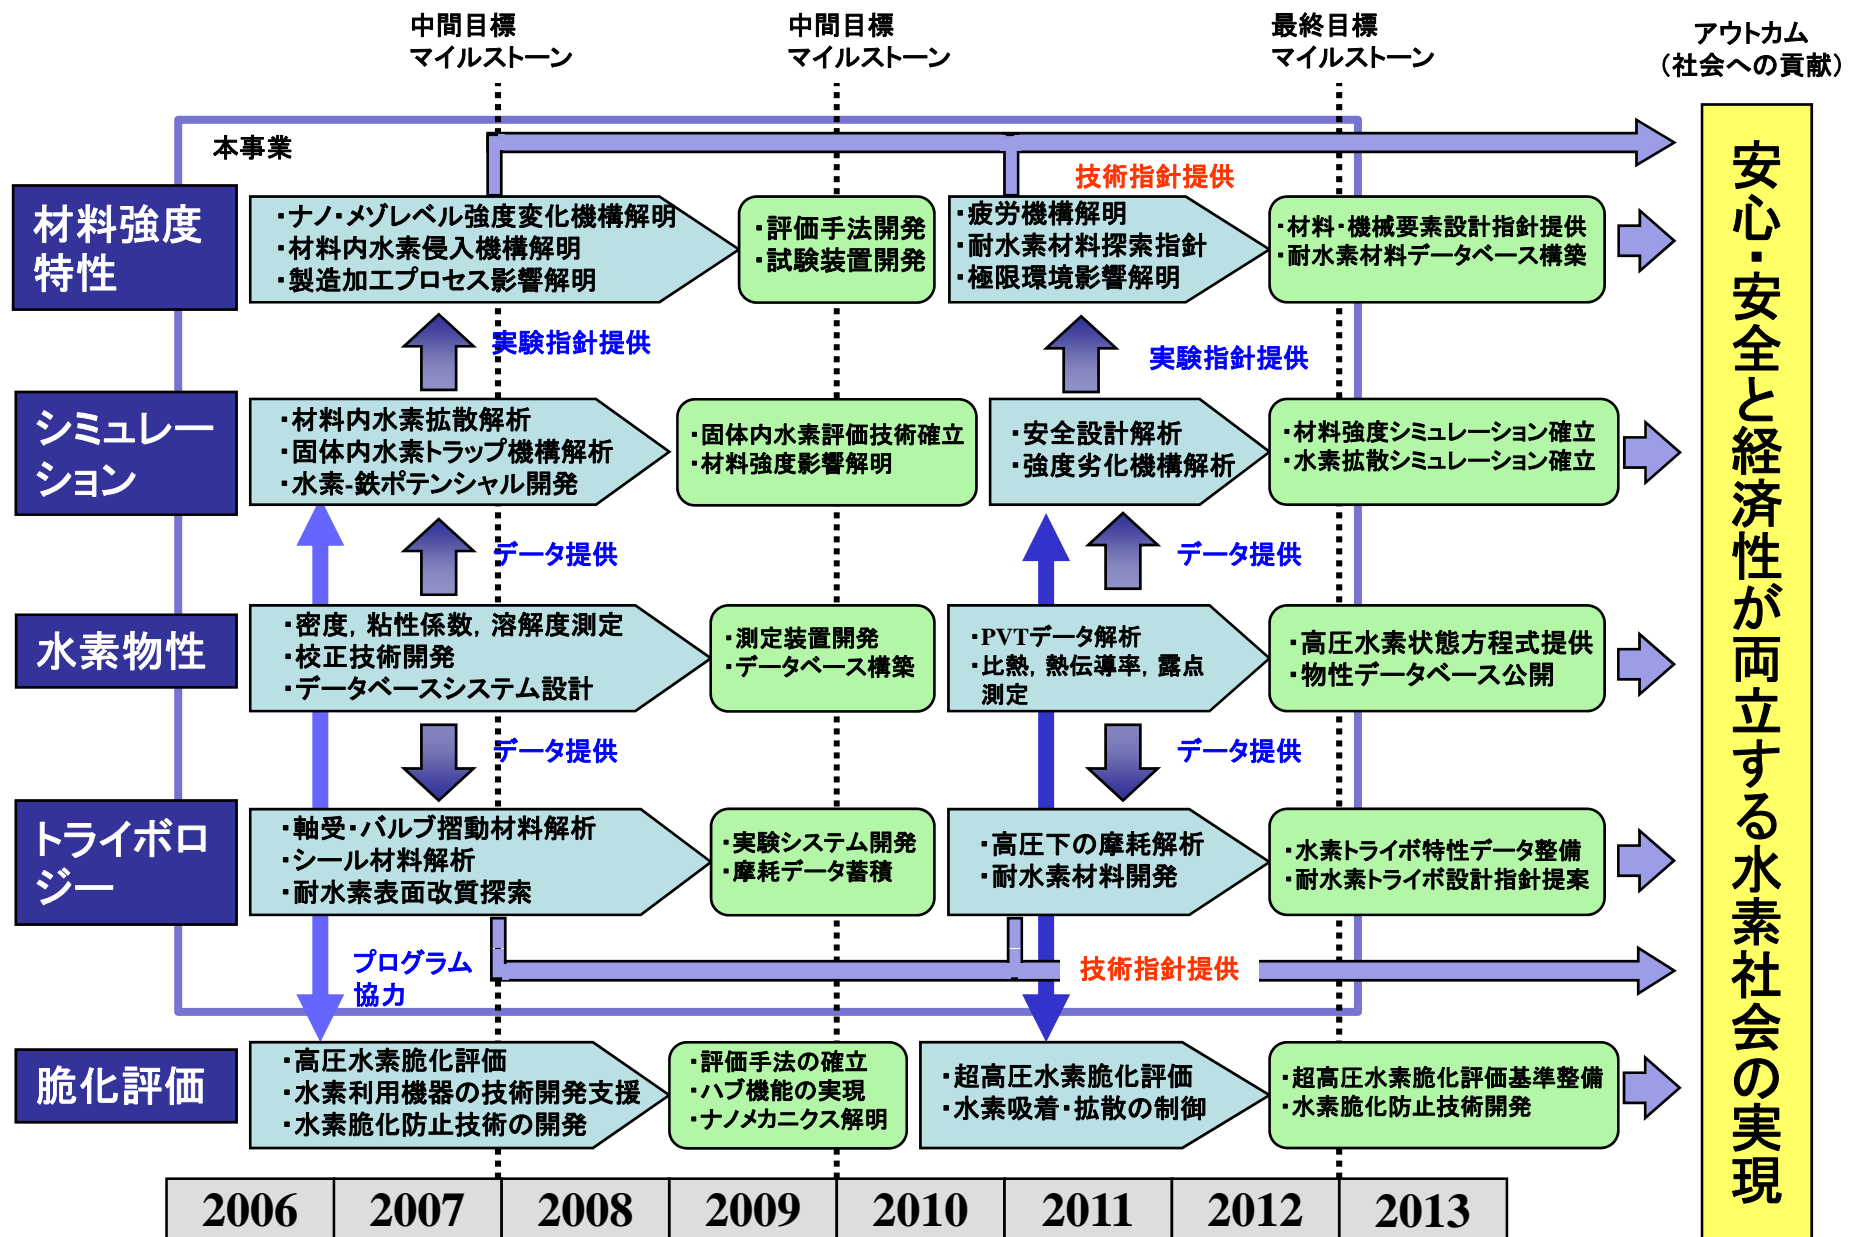 中間目標
マイルストーン
中間目標
マイルストーン
最終目標
マイルストーン
アウトカム
（社会への貢献）
本事業
技術指針提供
材料強度
特性
・ナノ・メゾレベル強度変化機構解明
・材料内水素侵入機構解明
・製造加工プロセス影響解明
・評価手法開発
・試験装置開発
・疲労機構解明
・耐水素材料探索指針
・極限環境影響解明
・材料・機械要素設計指針提供
・耐水素材料データベース構築
実験指針提供
実験指針提供
シミュレー
ション
・材料内水素拡散解析
・固体内水素トラップ機構解析
・水素-鉄ポテンシャル開発
・固体内水素評価技術確立
・材料強度影響解明
・安全設計解析
・強度劣化機構解析
・材料強度シミュレーション確立
・水素拡散シミュレーション確立
データ提供
データ提供
水素物性
・密度，粘性係数，溶解度測定
・校正技術開発
・データベースシステム設計
・測定装置開発
・データベース構築
・PVTデータ解析
・比熱，熱伝導率，露点
測定
・高圧水素状態方程式提供
・物性データベース公開
データ提供
データ提供
トライボロ
ジー
・軸受・バルブ摺動材料解析
・シール材料解析
・耐水素表面改質探索
・実験システム開発
・摩耗データ蓄積
・高圧下の摩耗解析
・耐水素材料開発
・水素トライボ特性データ整備
・耐水素トライボ設計指針提案
プログラム
協力
技術指針提供
脆化評価
・高圧水素脆化評価
・水素利用機器の技術開発支援
・水素脆化防止技術の開発
・評価手法の確立
・ハブ機能の実現
・ナノメカニクス解明
・超高圧水素脆化評価
・水素吸着・拡散の制御
・超高圧水素脆化評価基準整備
・水素脆化防止技術開発
安心・安全と経済性が両立する水素社会の実現
2006
2007
2008
2009
2010
2011
2012
2013